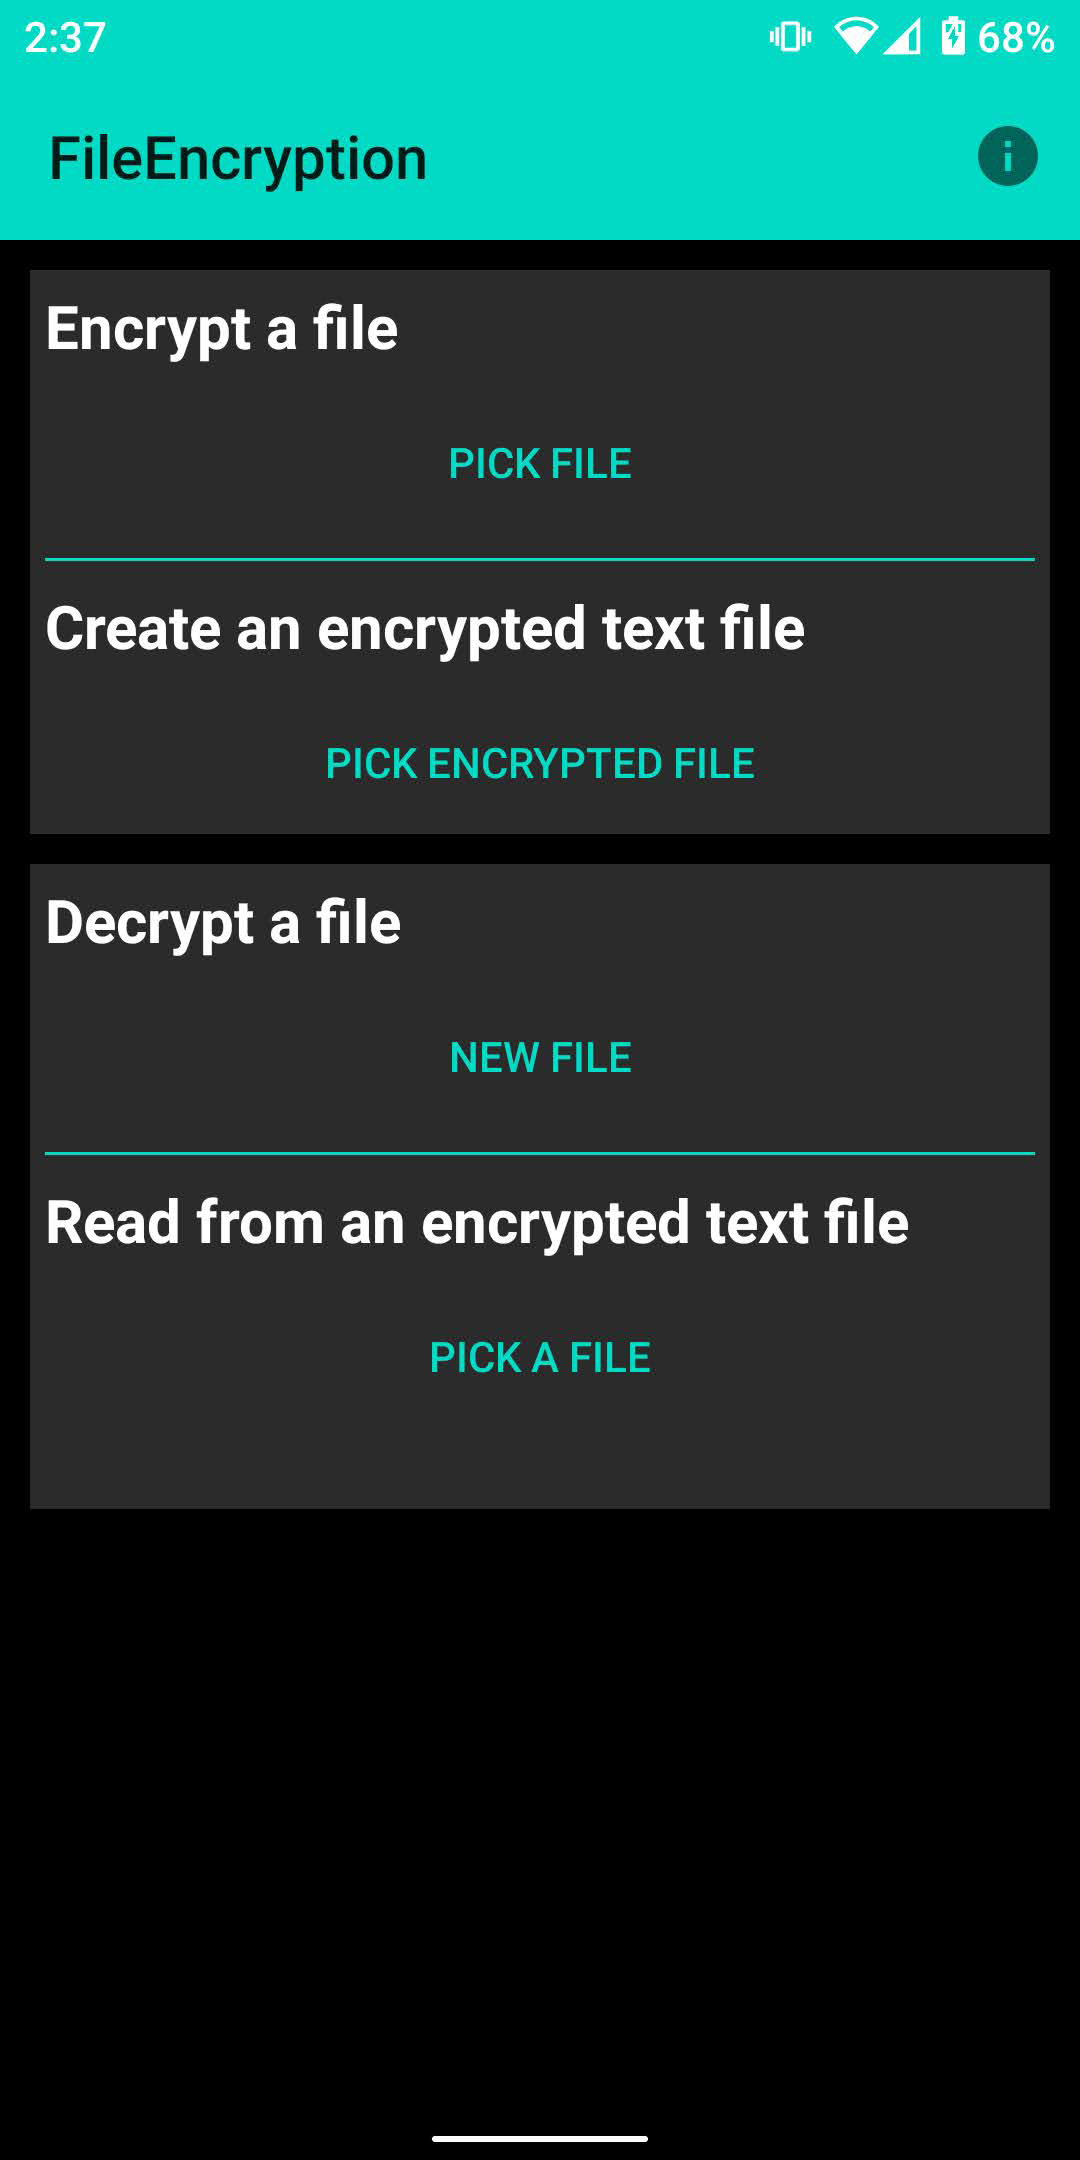 2:37
68%
FileEncryption
Encrypt a file
PICK FILE
Create an encrypted text file
PICK ENCRYPTED FILE
Decrypt a file
NEW FILE
Read from an encrypted text file
PICK A FILE